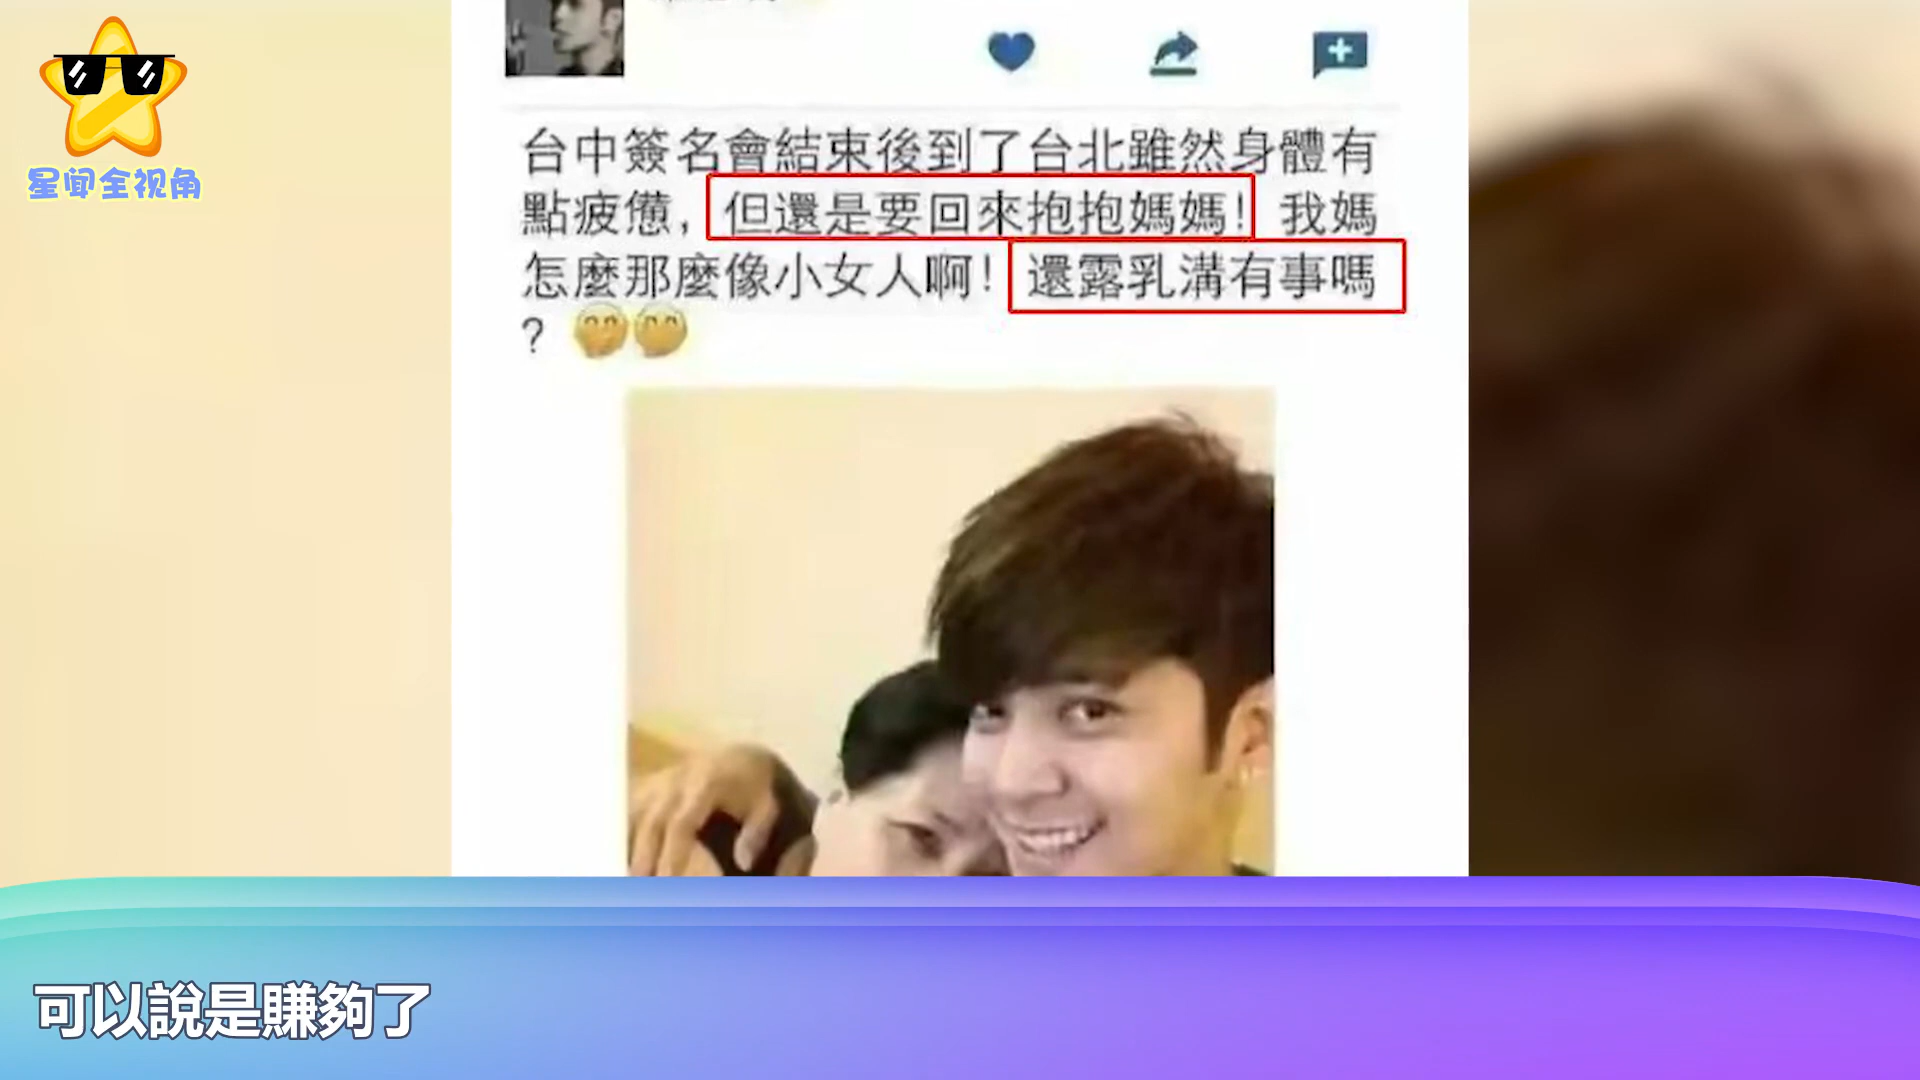 星闻全视角
台中簽名會結束後到了台北雖然身體有
點疲憊，但還是要回來抱抱媽媽！我媽
怎麼那麼像小女人啊！還露乳溝有事嗎
？
可以說是賺夠了